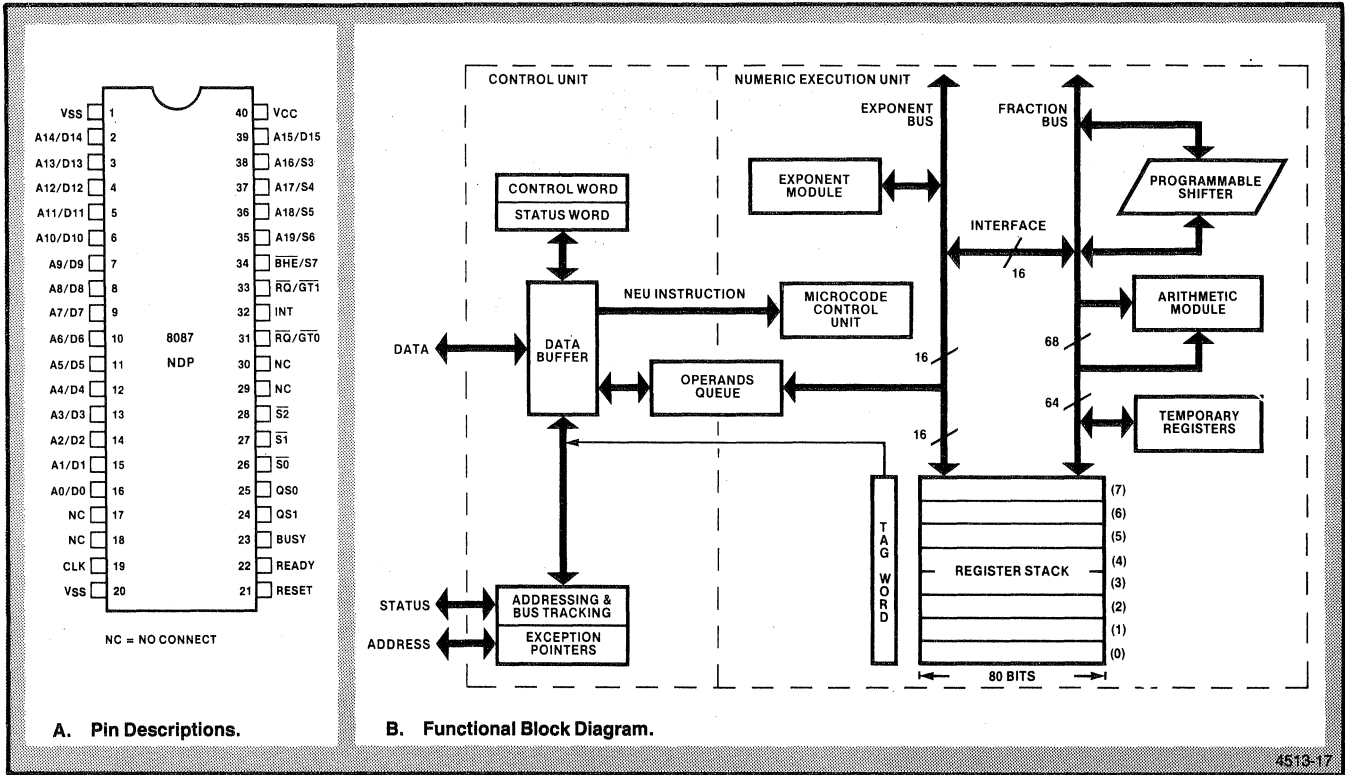 VSS 1
A14/D14 2
A13/D13 3
A12/D12 4
A11/D11 5
A10/D10 6
A9/D9 7
A8/D8 8
A7/D7 9
A6/D6 10
A5/D5 11
A4/D4 12
A3/D3 13
A2/D2 14
A1/D1 15
A0/D0 16
NC 17
NC 18
CLK 19
VSS 20
8087
NDP
40 VCC
39 A15/D15
38 A16/S3
37 A17/S4
36 A18/S5
35 A19/S6
34 B̅H̅E̅/S7
33 R̅Q̅/G̅T̅1̅
32 INT
31 R̅Q̅/G̅T̅0̅
30 NC
29 NC
28 S̅2̅
27 S̅1̅
26 S̅0̅
25 QS0
24 QS1
23 BUSY
22 READY
21 RESET
NC = NO CONNECT
A. Pin Descriptions.
CONTROL UNIT
CONTROL WORD
STATUS WORD
DATA
DATA
BUFFER
NEU INSTRUCTION
MICROCODE
CONTROL
UNIT
OPERANDS
QUEUE
STATUS
ADDRESS
ADDRESSING &
BUS TRACKING
EXCEPTION
POINTERS
NUMERIC EXECUTION UNIT
EXPONENT
BUS
FRACTION
BUS
EXPONENT
MODULE
INTERFACE
16
PROGRAMMABLE
SHIFTER
ARITHMETIC
MODULE
16
68
64
16
TEMPORARY
REGISTERS
TAG WORD
REGISTER STACK
(7)
(6)
(5)
(4)
(3)
(2)
(1)
(0)
80 BITS
B. Functional Block Diagram.
4513-17